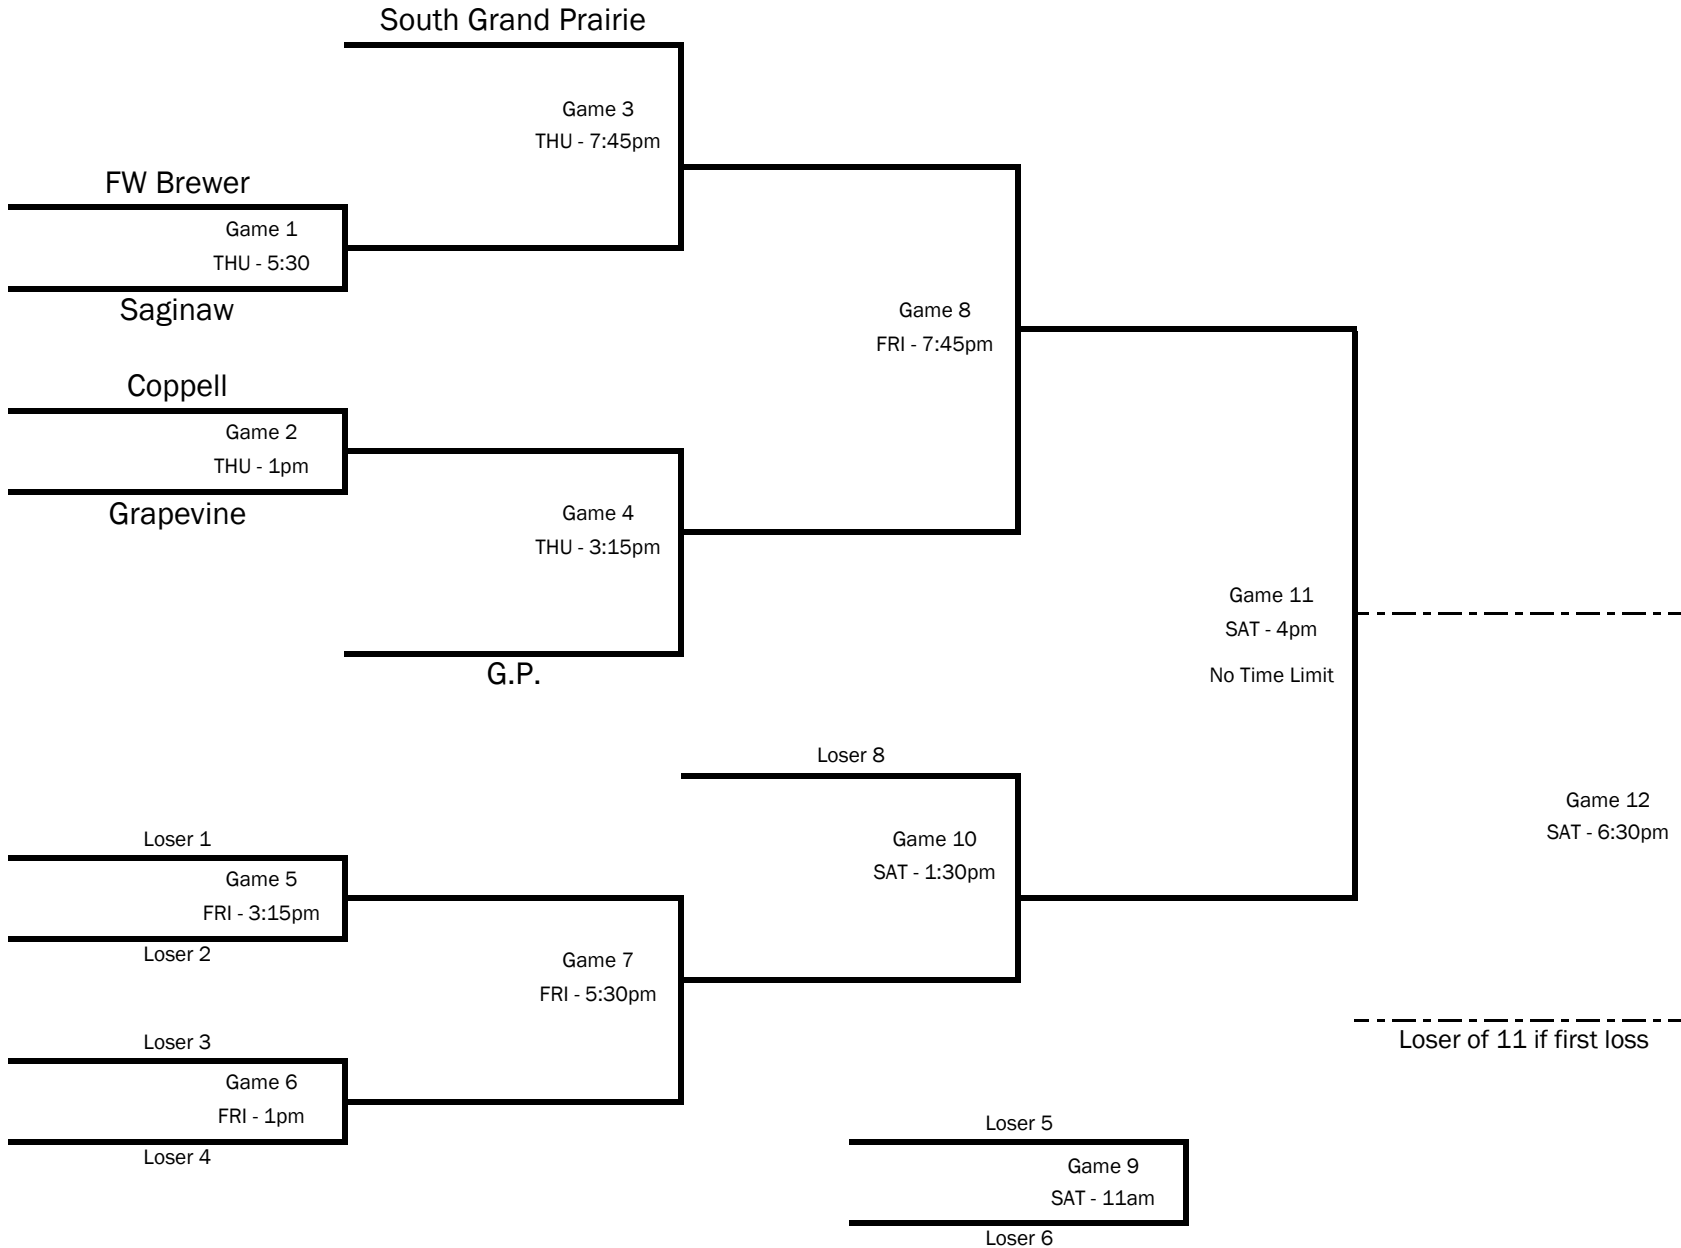 South Grand Prairie
Game 3
THU - 7:45pm
FW Brewer
Game 1
THU - 5:30
Saginaw
Game 8
FRI - 7:45pm
Coppell
Game 2
THU - 1pm
Grapevine
Game 4
THU - 3:15pm
G.P.
Game 11
SAT - 4pm
No Time Limit
Loser 8
Game 10
SAT - 1:30pm
Game 12
SAT - 6:30pm
Loser 1
Game 5
FRI - 3:15pm
Loser 2
Game 7
FRI - 5:30pm
Loser 3
Game 6
FRI - 1pm
Loser 4
Loser of 11 if first loss
Loser 5
Game 9
SAT - 11am
Loser 6